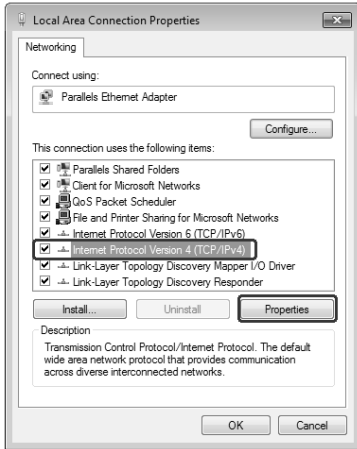 Local Area Connection Properties
Networking
Connect using:
Parallels Ethernet Adapter
Configure...
This connection uses the following items:
Parallels Shared Folders
Client for Microsoft Networks
QoS Packet Scheduler
File and Printer Sharing for Microsoft Networks
Internet Protocol Version 6 (TCP/IPv6)
Internet Protocol Version 4 (TCP/IPv4)
Link-Layer Topology Discovery Mapper I/O Driver
Link-Layer Topology Discovery Responder
Install... Uninstall Properties
Description
Transmission Control Protocol/Internet Protocol. The default
wide area network protocol that provides communication
across diverse interconnected networks.
OK Cancel